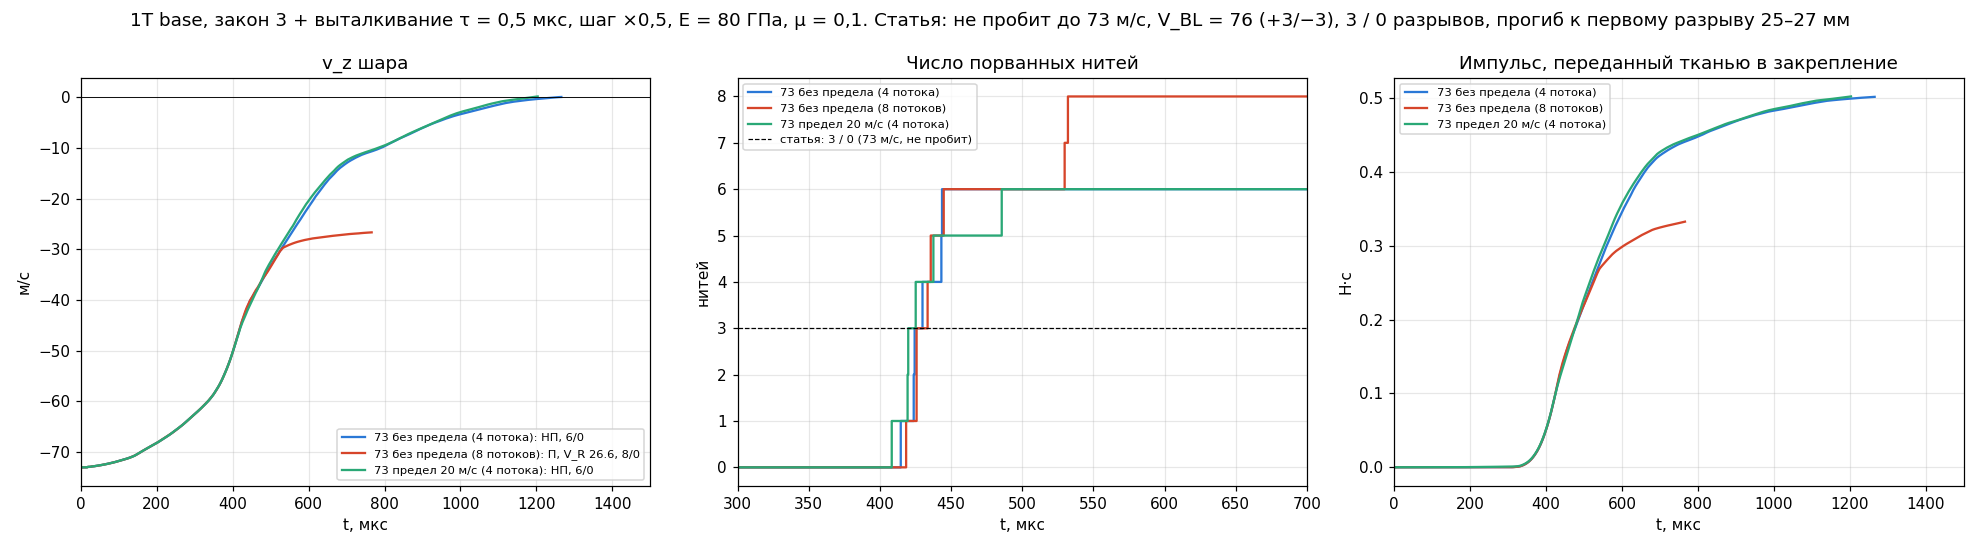 1T base, закон 3 + выталкивание τ = 0,5 мкс, шаг ×0,5, E = 80 ГПа, μ = 0,1. Статья: не пробит до 73 м/с, V_BL = 76 (+3/−3), 3 / 0 разрывов, прогиб к первому разрыву 25–27 мм
v_z шара
0
−10
−20
−30
−40
−50
−60
−70
м/с
73 без предела (4 потока): НП, 6/0
73 без предела (8 потоков): П, V_R 26.6, 8/0
73 предел 20 м/с (4 потока): НП, 6/0
0 200 400 600 800 1000 1200 1400
t, мкс
Число порванных нитей
73 без предела (4 потока)
73 без предела (8 потоков)
73 предел 20 м/с (4 потока)
статья: 3 / 0 (73 м/с, не пробит)
8
7
6
5
4
3
2
1
0
нитей
300 350 400 450 500 550 600 650 700
t, мкс
Импульс, переданный тканью в закрепление
73 без предела (4 потока)
73 без предела (8 потоков)
73 предел 20 м/с (4 потока)
0.5
0.4
0.3
0.2
0.1
0.0
Н·с
0 200 400 600 800 1000 1200 1400
t, мкс